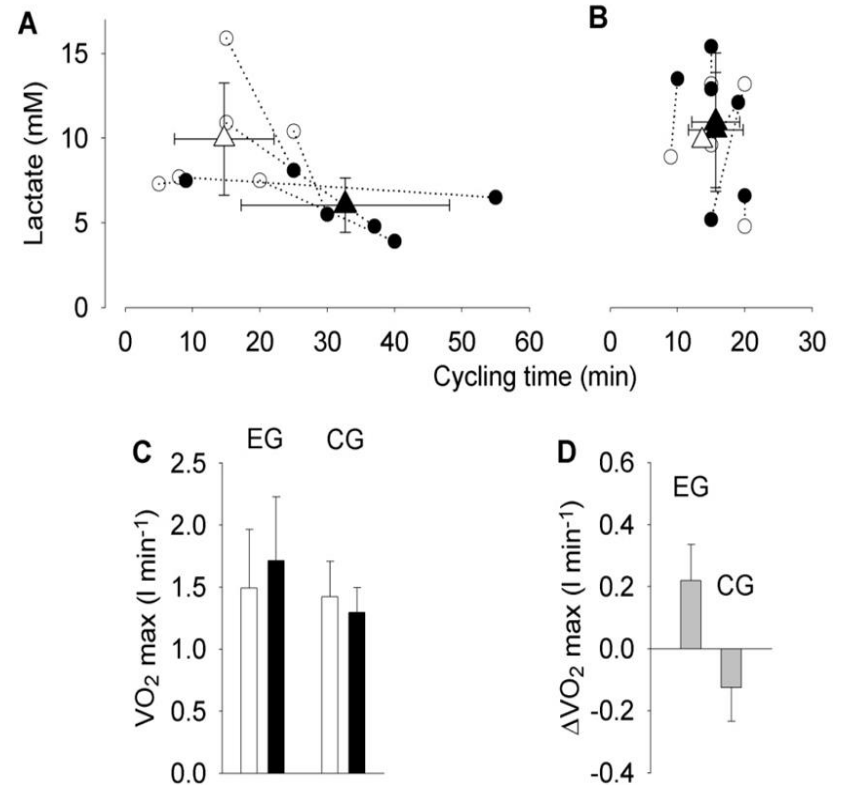 A
B
Lactate (mM)
15
10
5
0
0 10 20 30 40 50 60
0 10 20 30
Cycling time (min)
C
D
EG CG
VO₂ max (l min⁻¹)
2.5
2.0
1.5
1.0
0.5
0.0
ΔVO₂ max (l min⁻¹)
0.6
EG
0.4
CG
0.2
0.0
-0.2
-0.4